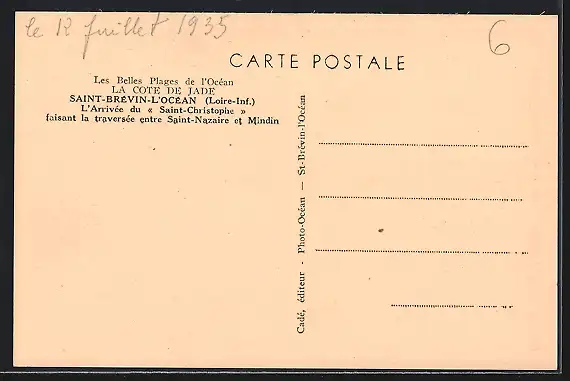 le 12 juillet 1935
6
CARTE POSTALE
Les Belles Plages de l'Océan
LA COTE DE JADE
SAINT-BRÉVIN-L'OCÉAN (Loire-Inf.)
L'Arrivée du « Saint-Christophe »
faisant la traversée entre Saint-Nazaire et Mindin
Cadé, éditeur - Photo-Océan — St-Brévin-l'Océan